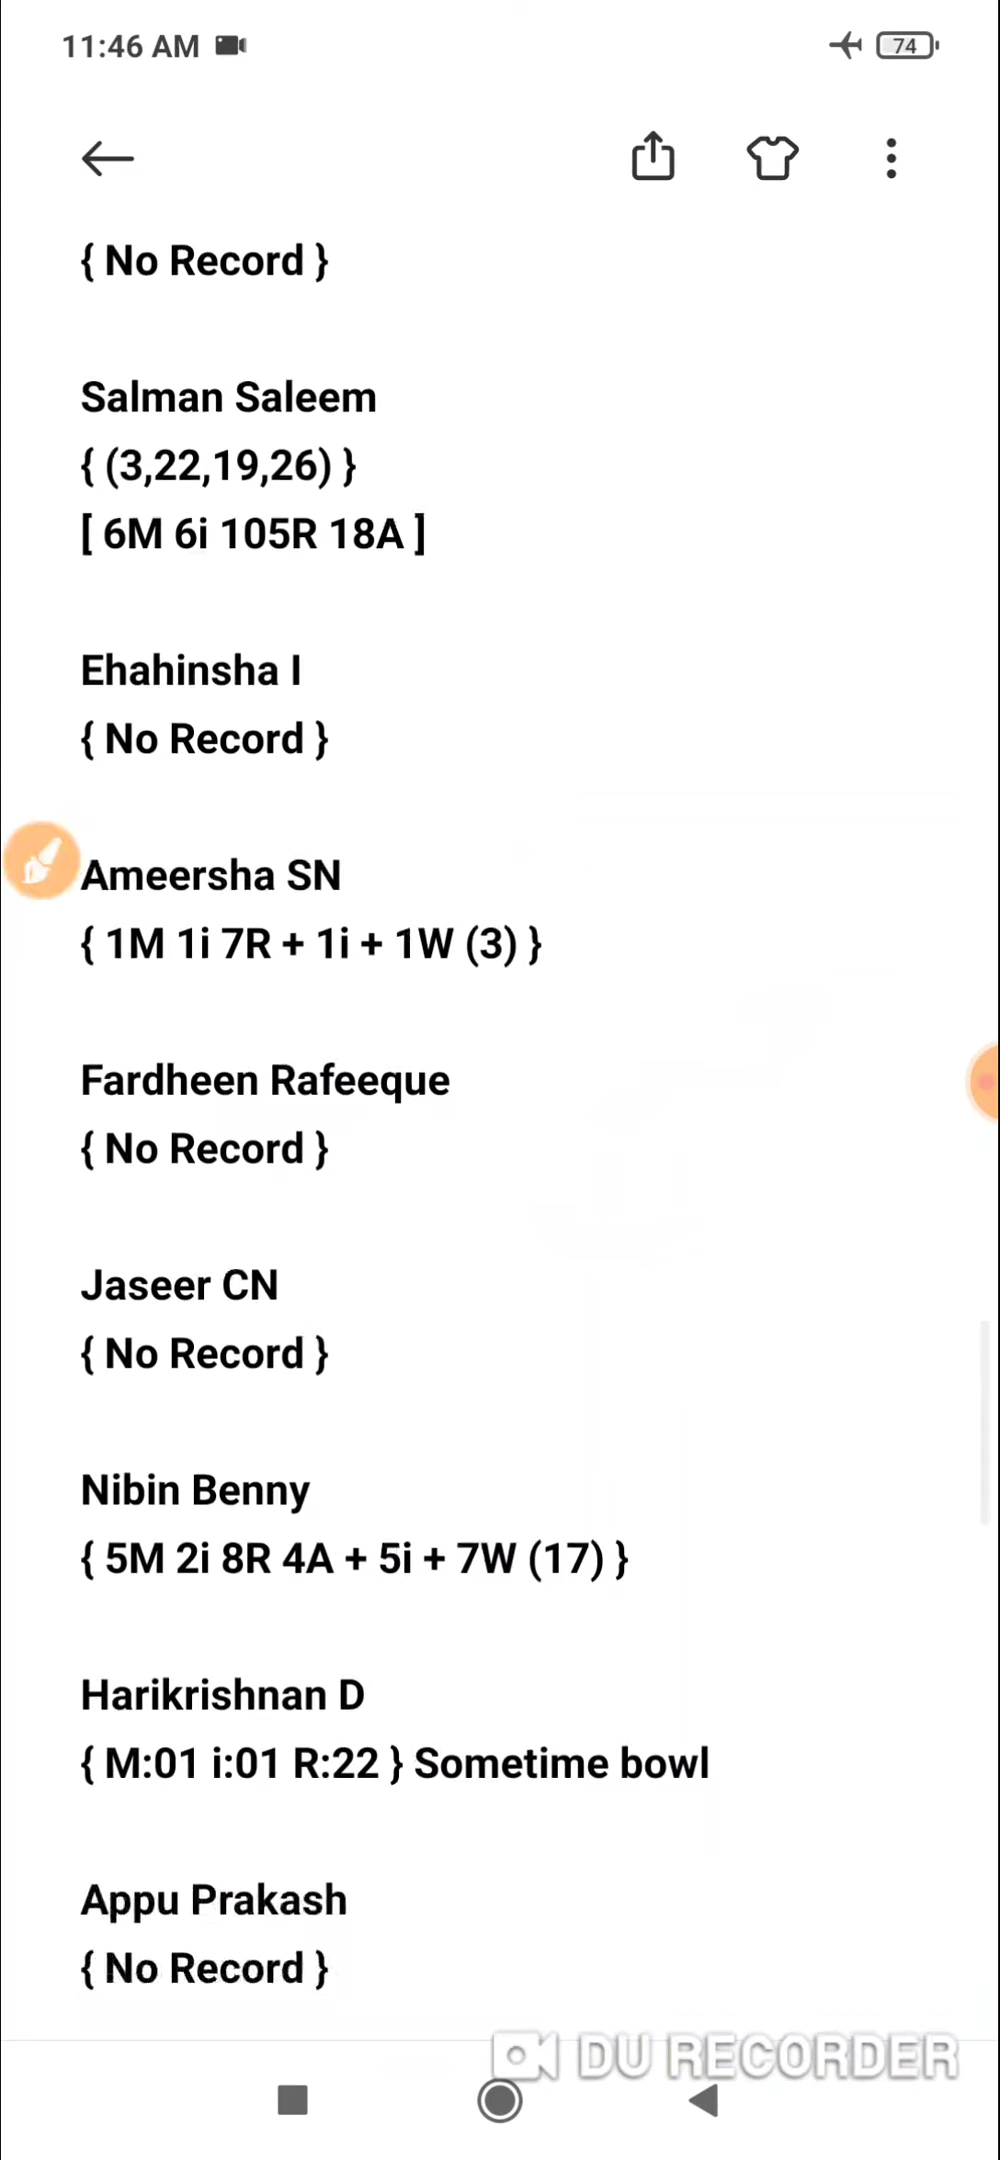 11:46 AM
74
{ No Record }
Salman Saleem
{ (3,22,19,26) }
[ 6M 6i 105R 18A ]
Ehahinsha I
{ No Record }
Ameersha SN
{ 1M 1i 7R + 1i + 1W (3) }
Fardheen Rafeeque
{ No Record }
Jaseer CN
{ No Record }
Nibin Benny
{ 5M 2i 8R 4A + 5i + 7W (17) }
Harikrishnan D
{ M:01 i:01 R:22 } Sometime bowl
Appu Prakash
{ No Record }
DU RECORDER